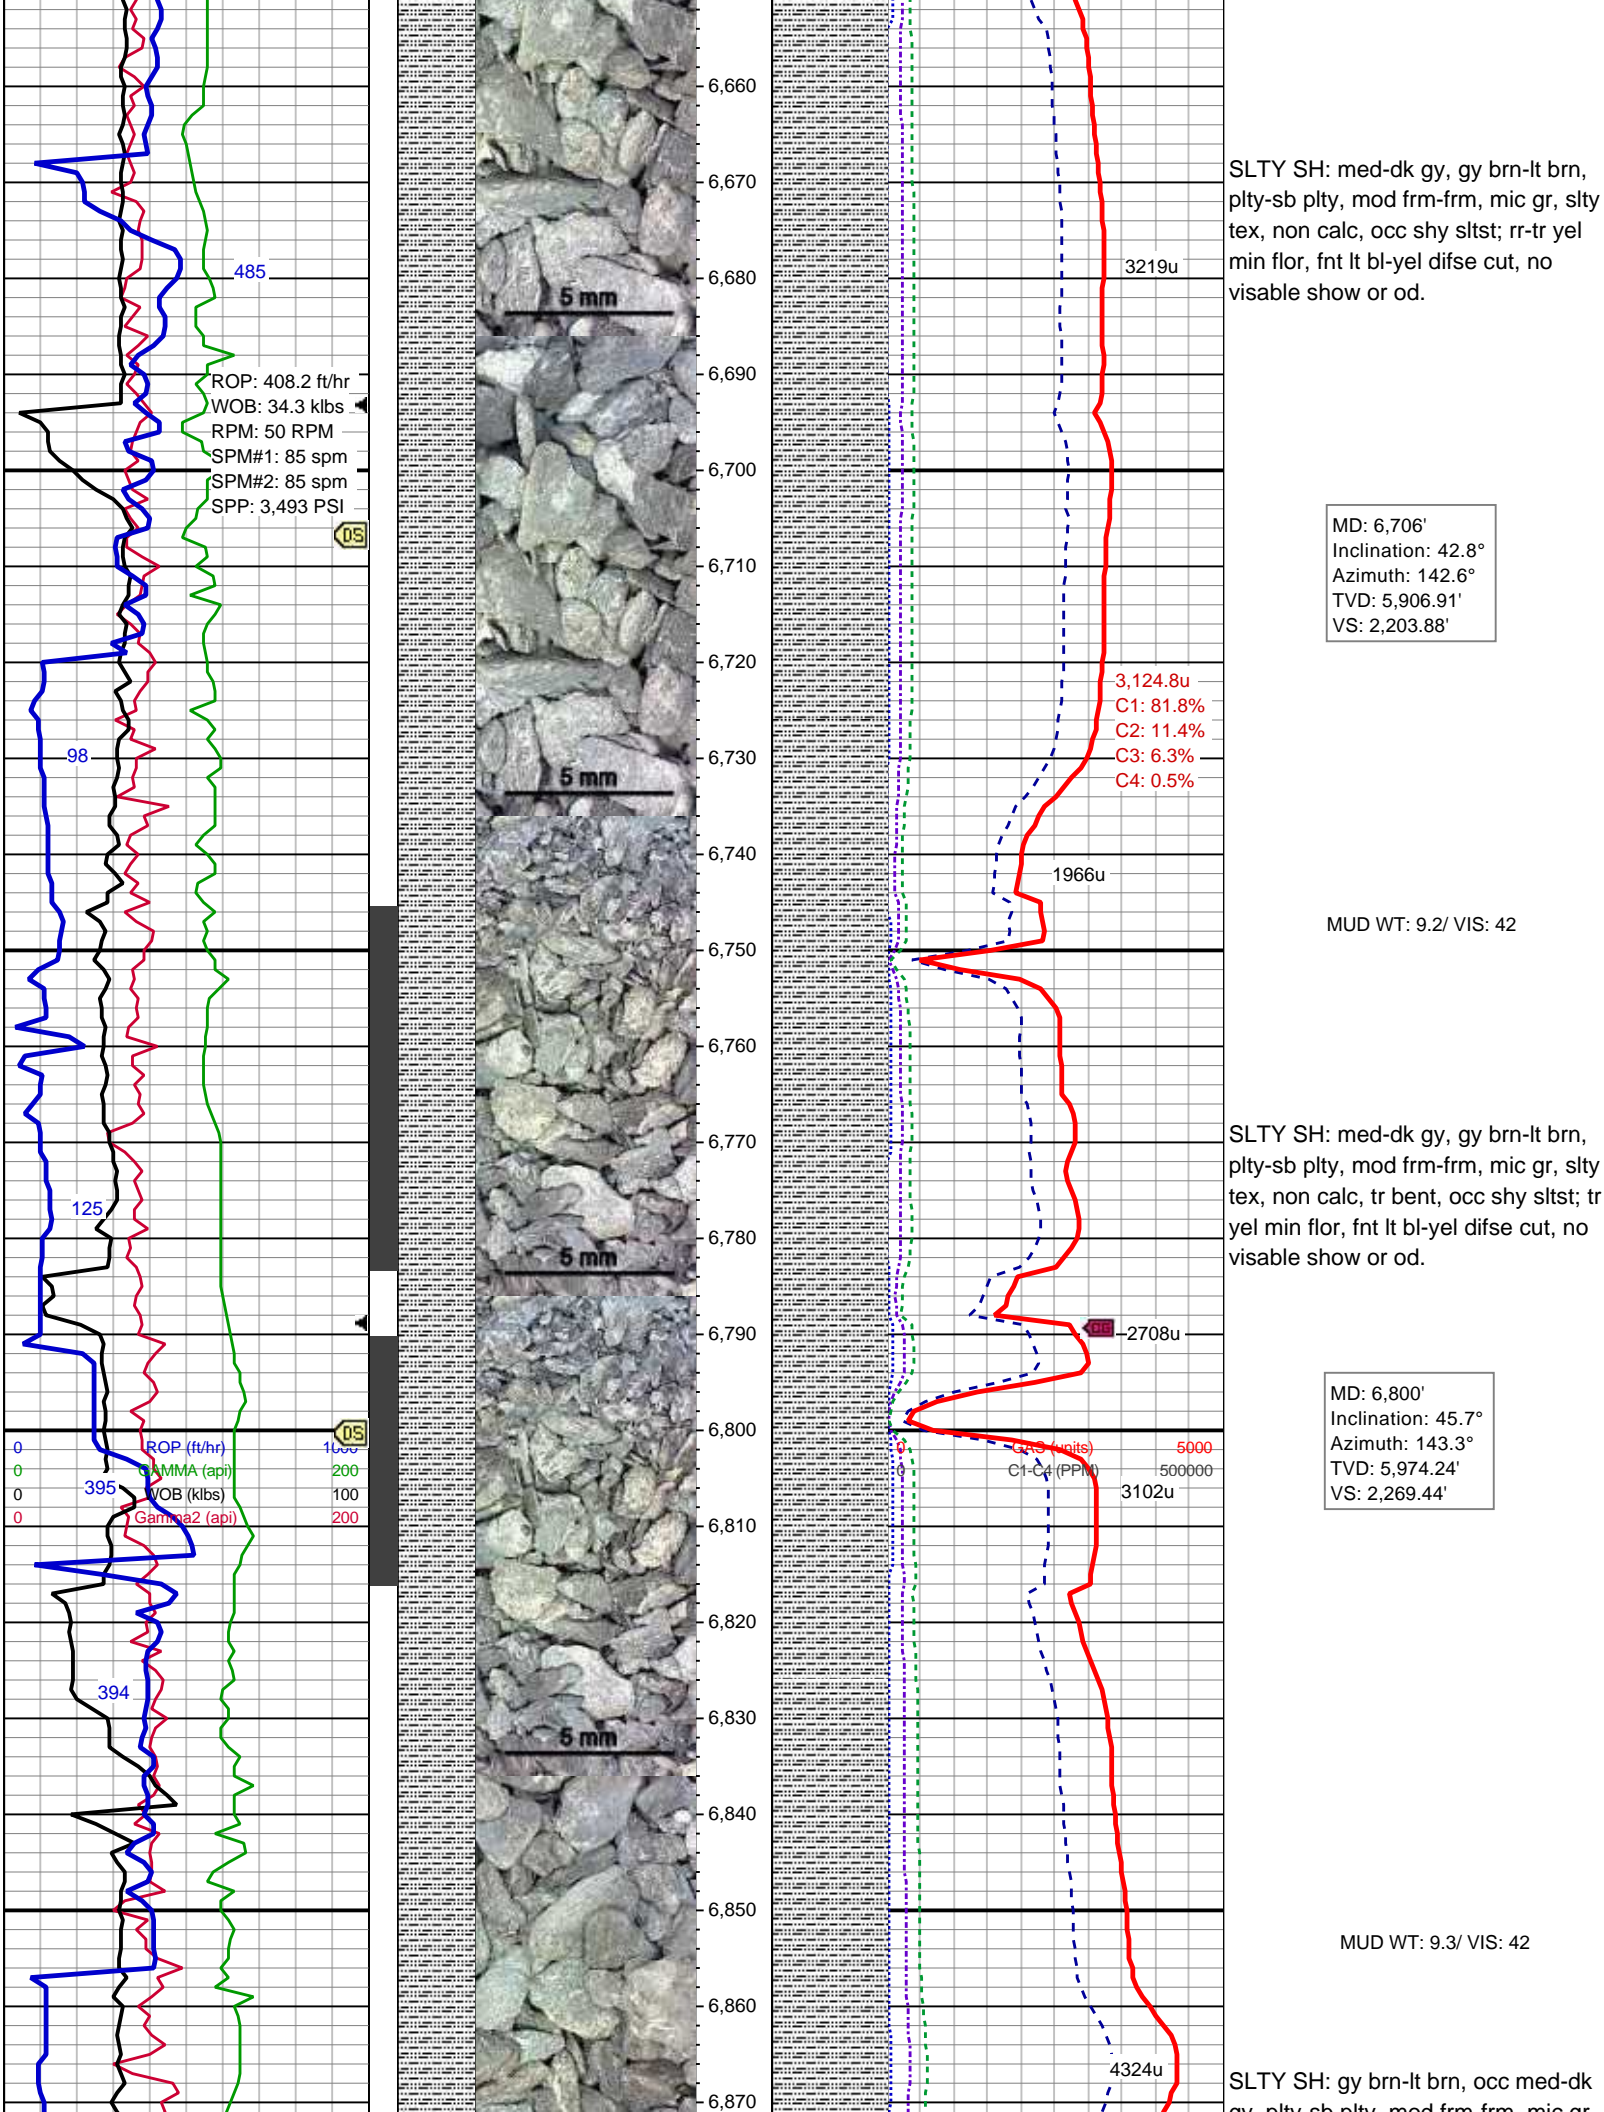 6,660
SLTY SH: med-dk gy, gy brn-lt brn,
plty-sb plty, mod frm-frm, mic gr, slty
tex, non calc, occ shy sltst; rr-tr yel
min flor, fnt lt bl-yel difse cut, no
visable show or od.
6,670
485
3219u
6,680
5 mm
6,690
ROP: 408.2 ft/hr
WOB: 34.3 klbs
RPM: 50 RPM
SPM#1: 85 spm
SPM#2: 85 spm
SPP: 3,493 PSI
6,700
DS
MD: 6,706'
Inclination: 42.8°
Azimuth: 142.6°
TVD: 5,906.91'
VS: 2,203.88'
6,710
6,720
3,124.8u
C1: 81.8%
C2: 11.4%
C3: 6.3%
C4: 0.5%
98
6,730
5 mm
6,740
1966u
MUD WT: 9.2/ VIS: 42
6,750
6,760
6,770
SLTY SH: med-dk gy, gy brn-lt brn,
plty-sb plty, mod frm-frm, mic gr, slty
tex, non calc, tr bent, occ shy sltst; tr
yel min flor, fnt lt bl-yel difse cut, no
visable show or od.
125
6,780
5 mm
6,790
CG
2708u
MD: 6,800'
Inclination: 45.7°
Azimuth: 143.3°
TVD: 5,974.24'
VS: 2,269.44'
6,800
DS
0 ROP (ft/hr) 1000
0 GAMMA (api) 200
0 WOB (klbs) 100
0 Gamma2 (api) 200
395
0 GAS (units) 5000
0 C1-C4 (PPM) 500000
3102u
6,810
6,820
394
6,830
5 mm
6,840
6,850
MUD WT: 9.3/ VIS: 42
6,860
4324u
6,870
SLTY SH: gy brn-lt brn, occ med-dk
gy, plty-sb plty, mod frm-frm, mic gr,